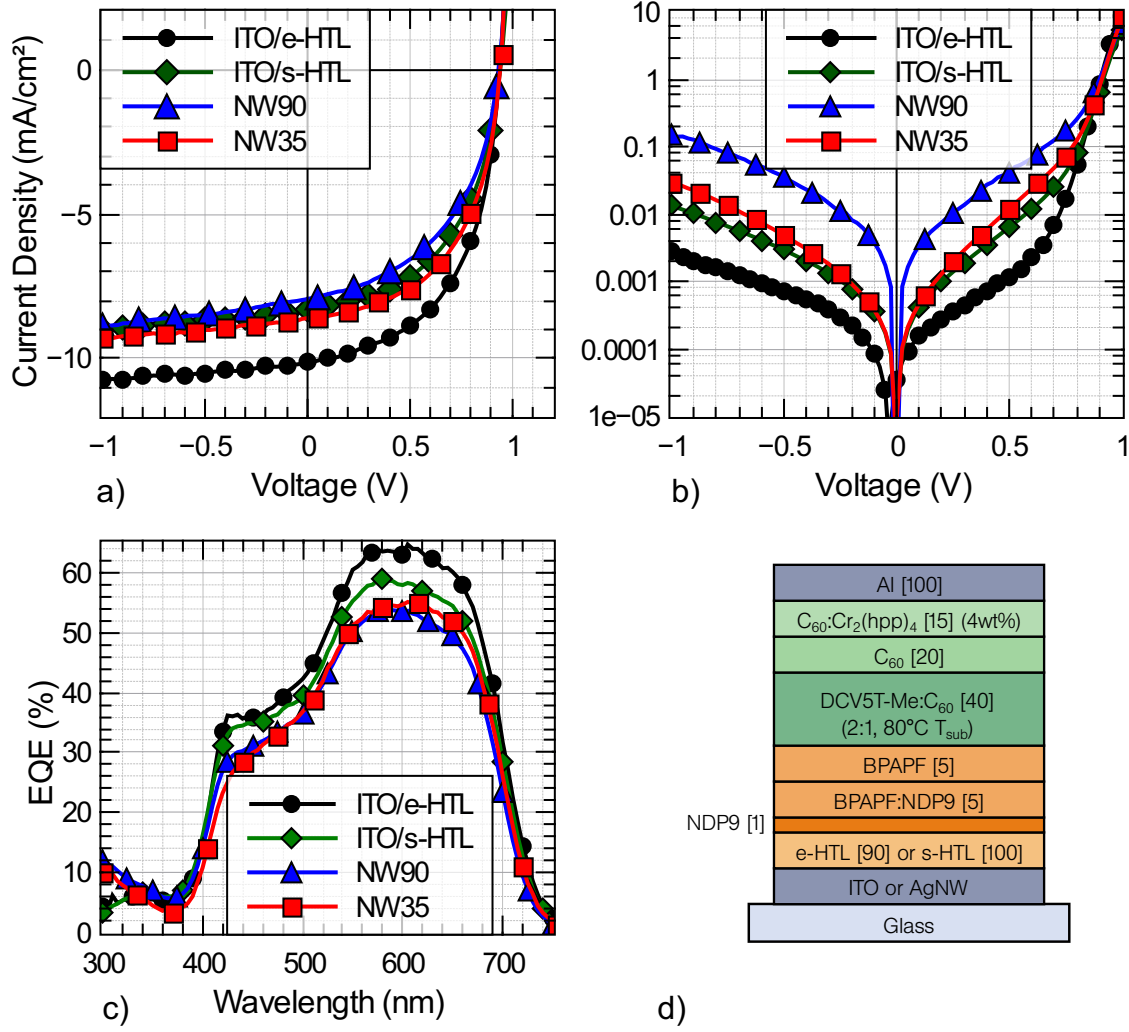 ITO/e-HTL
ITO/s-HTL
NW90
NW35
Current Density (mA/cm²)
0
−5
−10
−1
−0.5
0
0.5
1
Voltage (V)
a)
ITO/e-HTL
ITO/s-HTL
NW90
NW35
10
1
0.1
0.01
0.001
0.0001
1e−05
−1
−0.5
0
0.5
1
Voltage (V)
b)
EQE (%)
60
50
40
30
20
10
0
ITO/e-HTL
ITO/s-HTL
NW90
NW35
300
400
500
600
700
Wavelength (nm)
c)
Al [100]
C₆₀:Cr₂(hpp)₄ [15] (4wt%)
C₆₀ [20]
DCV5T-Me:C₆₀ [40]
(2:1, 80°C Tsub)
BPAPF [5]
BPAPF:NDP9 [5]
NDP9 [1]
e-HTL [90] or s-HTL [100]
ITO or AgNW
Glass
d)